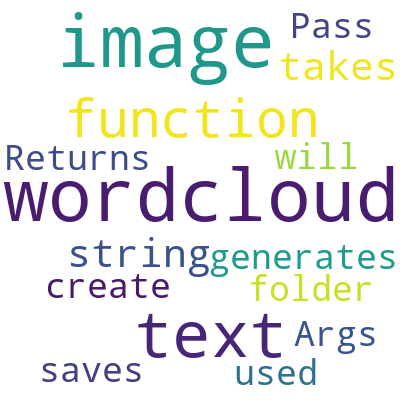 image Pass
takes
function
Returns will
wordcloud
string generates
create folder
text Args
saves used